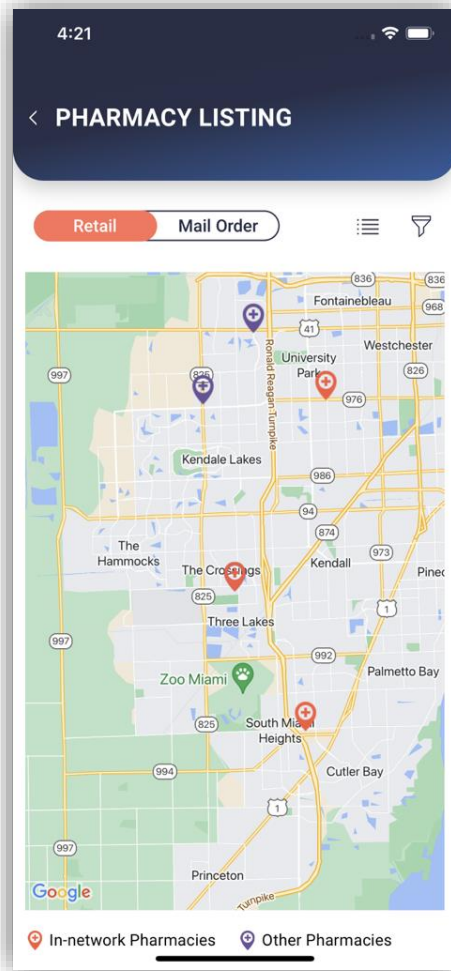 4:21
PHARMACY LISTING
Retail
Mail Order
836
836
Fontainebleau
968
41
Ronald Reagan Turnpike
Westchester
University
Park
997
825
826
976
Kendale Lakes
986
94
874
The
Hammocks
973
The Crossings
Kendall
Pinec
825
1
Three Lakes
997
992
Zoo Miami
Palmetto Bay
825
South Miami
Heights
994
Cutler Bay
1
997
Princeton
Google
Turnpike
In-network Pharmacies
Other Pharmacies